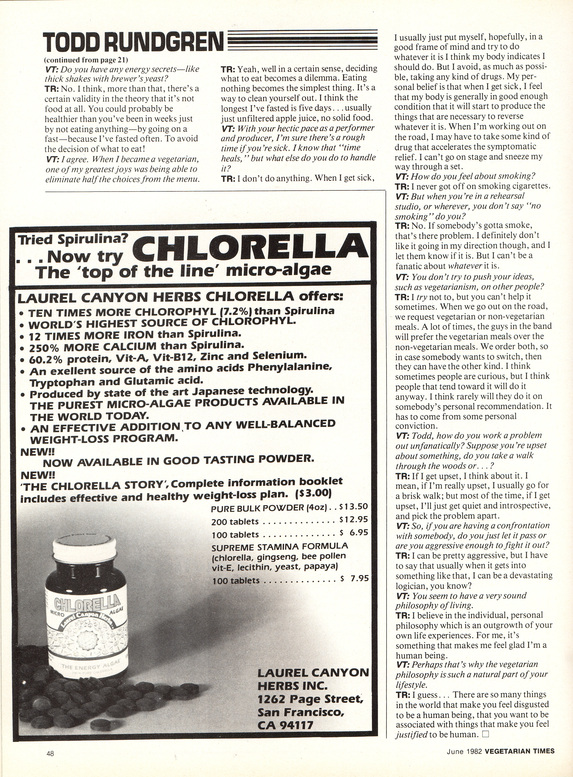 TODD RUNDGREN
(continued from page 21)
VT: Do you have any energy secrets—like
thick shakes with brewer's yeast?
TR: No. I think, more than that, there's a
certain validity in the theory that it's not
food at all. You could probably be
healthier than you've been in weeks just
by not eating anything—by going on a
fast—because I've fasted often. To avoid
the decision of what to eat!
VT: I agree. When I became a vegetarian,
one of my greatest joys was being able to
eliminate half the choices from the menu.
TR: Yeah, well in a certain sense, deciding
what to eat becomes a dilemma. Eating
nothing becomes the simplest thing. It's a
way to cleanse yourself out. I think the
longest I've fasted is five days . . . usually
just unfiltered apple juice, no solid food.
VT: With your hectic pace as a performer
and producer, I'm sure there's a rough
time if you're sick. I know that "time
heals," but what else do you do to handle
it?
TR: I don't do anything. When I get sick,
I usually just put myself, hopefully, in a
good frame of mind and try to do
whatever it is I think my body indicates I
should do. But I avoid, as much as possi-
ble, taking any kind of drugs. My per-
sonal belief is that when I get sick, I feel
that my body is generally in good enough
condition that it will start to produce the
things that are necessary to reverse
whatever it is. When I'm working out on
the road, I may have to take some kind of
drug that accelerates the symptomatic
relief. I can't go on stage and sneeze my
way through a set.
VT: How do you feel about smoking?
TR: I never got off on smoking cigarettes.
VT: But when you're in a rehearsal
studio, or wherever, you don't say "no
smoking" do you?
TR: No. If somebody's gotta smoke,
that's there problem. I definitely don't
like it going in my direction though, and I
let them know if it is. But I can't be a
fanatic about whatever it is.
VT: You don't try to push your ideas,
such as vegetarianism, on other people?
TR: I try not to, but you can't help it
sometimes. When we go out on the road,
we request vegetarian or non-vegetarian
meals. A lot of times, the guys in the band
will prefer the vegetarian meals over the
non-vegetarian meals. We order both, so
in case somebody wants to switch, then
they can have the other kind. I think
sometimes people are curious, but I think
people that tend toward it will do it
anyway. I think rarely will they do it on
somebody's personal recommendation. It
has to come from some personal
conviction.
VT: Todd, how do you work a problem
out unfanatically? Suppose you're upset
about something, do you take a walk
through the woods or. . . ?
TR: If I get upset, I think about it. I
mean, if I'm really upset, I usually go for
a brisk walk; but most of the time, if I get
upset, I'll just get quiet and introspective,
and pick the problem apart.
VT: So, if you are having a confrontation
with somebody, do you just let it pass or
are you aggressive enough to fight it out?
TR: I can be pretty aggressive, but I have
to say that usually when it gets into
something like that, I can be a devastating
logician, you know?
VT: You seem to have a very sound
philosophy of living.
TR: I believe in the individual, personal
philosophy which is an outgrowth of your
own life experiences. For me, it's
something that makes me feel glad I'm a
human being.
VT: Perhaps that's why the vegetarian
philosophy is such a natural part of your
lifestyle.
TR: I guess . . . There are so many things
in the world that make you feel disgusted
to be a human being, that you want to be
associated with things that make you feel
justified to be human. □
Tried Spirulina?
. . . Now try CHLORELLA
The 'top of the line' micro-algae
LAUREL CANYON HERBS CHLORELLA offers:
• TEN TIMES MORE CHLOROPHYL (7.2%) than Spirulina
• WORLD'S HIGHEST SOURCE OF CHLOROPHYL.
• 12 TIMES MORE IRON than Spirulina.
• 250% MORE CALCIUM than Spirulina.
• 60.2% protein, Vit-A, Vit-B12, Zinc and Selenium.
• An exellent source of the amino acids Phenylalanine,
Tryptophan and Glutamic acid.
• Produced by state of the art Japanese technology.
THE PUREST MICRO-ALGAE PRODUCTS AVAILABLE IN
THE WORLD TODAY.
• AN EFFECTIVE ADDITION TO ANY WELL-BALANCED
WEIGHT-LOSS PROGRAM.
NEW!!
NOW AVAILABLE IN GOOD TASTING POWDER.
NEW!!
'THE CHLORELLA STORY', Complete information booklet
includes effective and healthy weight-loss plan. ($3.00)
PURE BULK POWDER (4oz) . . $13.50
200 tablets . . . . . . . . . . . . . $12.95
100 tablets . . . . . . . . . . . . . $ 6.95
SUPREME STAMINA FORMULA
(chlorella, gingseng, bee pollen
vit-E, lecithin, yeast, papaya)
100 tablets . . . . . . . . . . . . . $ 7.95
CHLORELLA
MICRO ALGAE
Laurel Canyon Herbs
THE ENERGY ALGAE
LAUREL CANYON
HERBS INC.
1262 Page Street,
San Francisco,
CA 94117
48
June 1982 VEGETARIAN TIMES